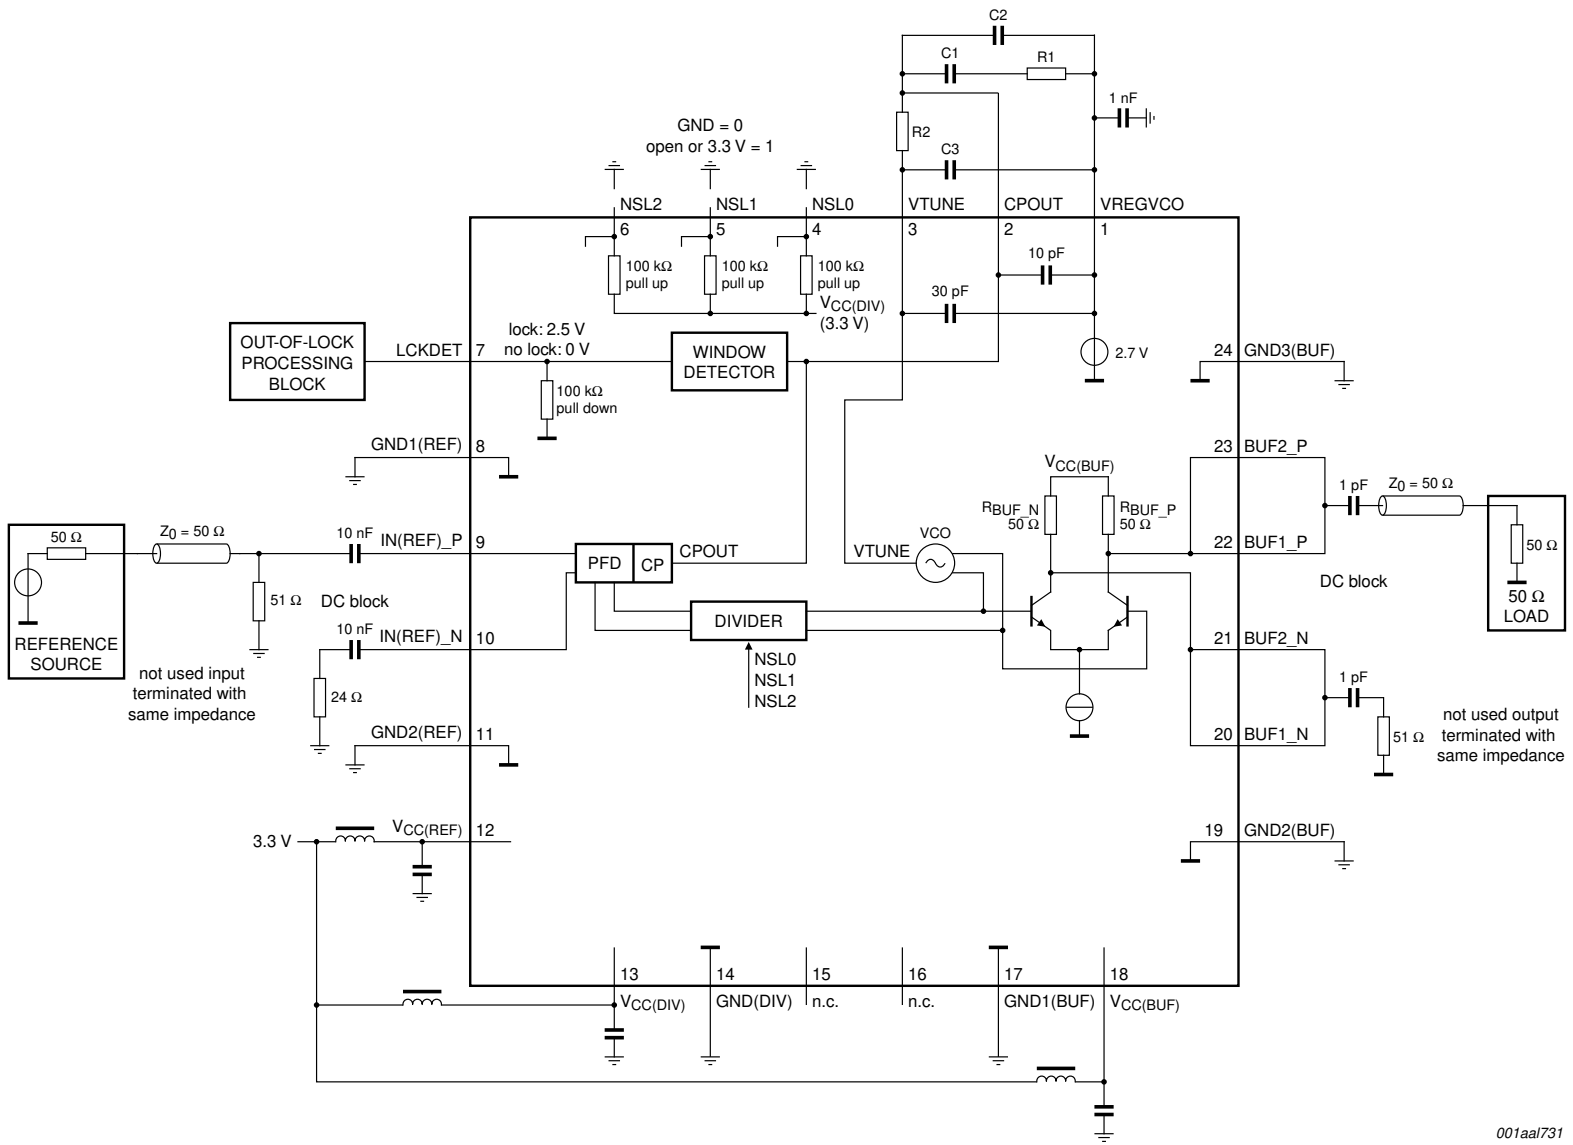 C2
C1
R1
1 nF
R2
C3
GND = 0
open or 3.3 V = 1
NSL2
NSL1
NSL0
VTUNE
CPOUT
VREGVCO
6
5
4
3
2
1
100 kΩ
pull up
100 kΩ
pull up
100 kΩ
pull up
VCC(DIV)
(3.3 V)
10 pF
30 pF
2.7 V
OUT-OF-LOCK
PROCESSING
BLOCK
LCKDET
7
lock: 2.5 V
no lock: 0 V
100 kΩ
pull down
WINDOW
DETECTOR
24
GND3(BUF)
GND1(REF)
8
23
BUF2_P
VCC(BUF)
RBUF_N
50 Ω
RBUF_P
50 Ω
1 pF
Z0 = 50 Ω
50 Ω
50 Ω
LOAD
50 Ω
Z0 = 50 Ω
10 nF
IN(REF)_P
9
PFD
CP
CPOUT
VTUNE
VCO
22
BUF1_P
DC block
REFERENCE
SOURCE
51 Ω
DC block
10 nF
IN(REF)_N
10
DIVIDER
NSL0
NSL1
NSL2
21
BUF2_N
not used input
terminated with
same impedance
24 Ω
1 pF
51 Ω
not used output
terminated with
same impedance
GND2(REF)
11
20
BUF1_N
3.3 V
VCC(REF)
12
19
GND2(BUF)
13
14
15
16
17
18
VCC(DIV)
GND(DIV)
n.c.
n.c.
GND1(BUF)
VCC(BUF)
001aal731